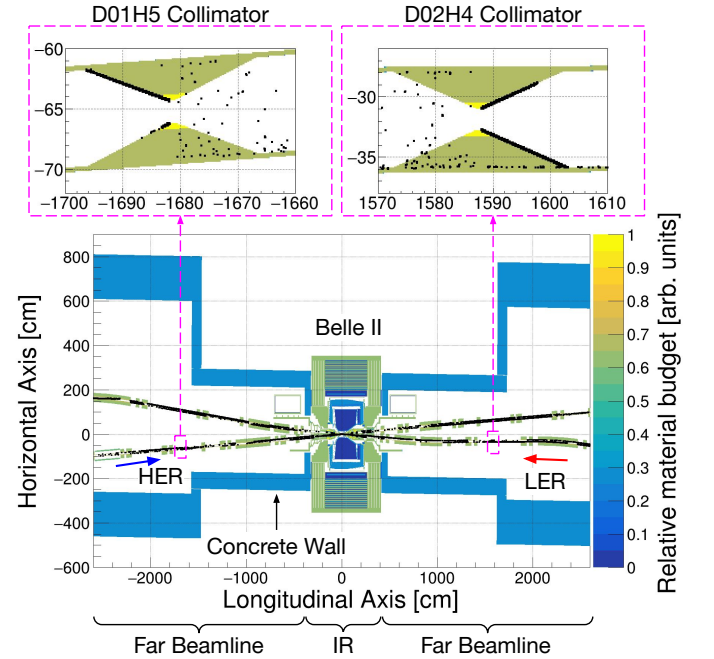 D01H5 Collimator D02H4 Collimator
−60
−65
−70
−1700 −1690 −1680 −1670 −1660
−30
−35
1570 1580 1590 1600 1610
Horizontal Axis [cm]
800
600
400
200
0
−200
−400
−600
Belle II
HER
LER
Concrete Wall
−2000 −1000 0 1000 2000
Longitudinal Axis [cm]
Far Beamline IR Far Beamline
1
0.9
0.8
0.7
0.6
0.5
0.4
0.3
0.2
0.1
0
Relative material budget [arb. units]